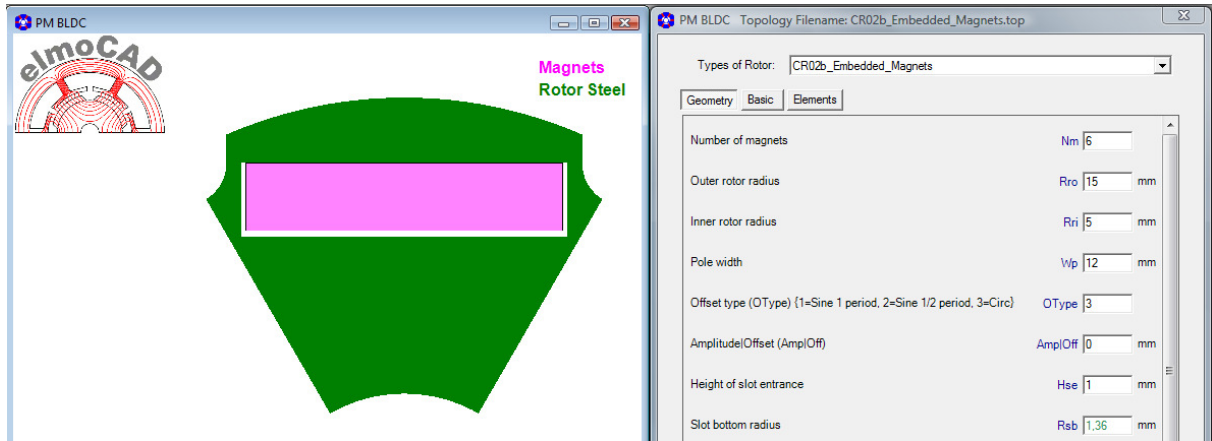 PM BLDC
elmoCAD
Magnets
Rotor Steel
PM BLDC Topology Filename: CR02b_Embedded_Magnets.top
Types of Rotor: CR02b_Embedded_Magnets
Geometry Basic Elements
Number of magnets Nm 6
Outer rotor radius Rro 15 mm
Inner rotor radius Rri 5 mm
Pole width Wp 12 mm
Offset type (OType) {1=Sine 1 period, 2=Sine 1/2 period, 3=Circ} OType 3
Amplitude|Offset (Amp|Off) Amp|Off 0 mm
Height of slot entrance Hse 1 mm
Slot bottom radius Rsb 1,36 mm